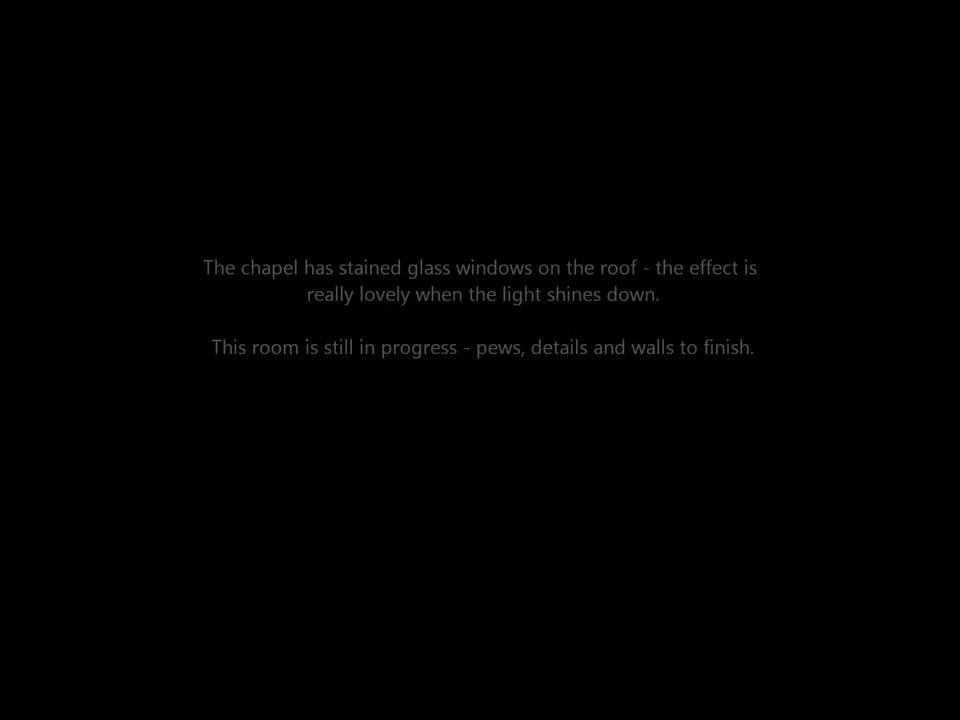 The chapel has stained glass windows on the roof - the effect is
really lovely when the light shines down.
This room is still in progress - pews, details and walls to finish.